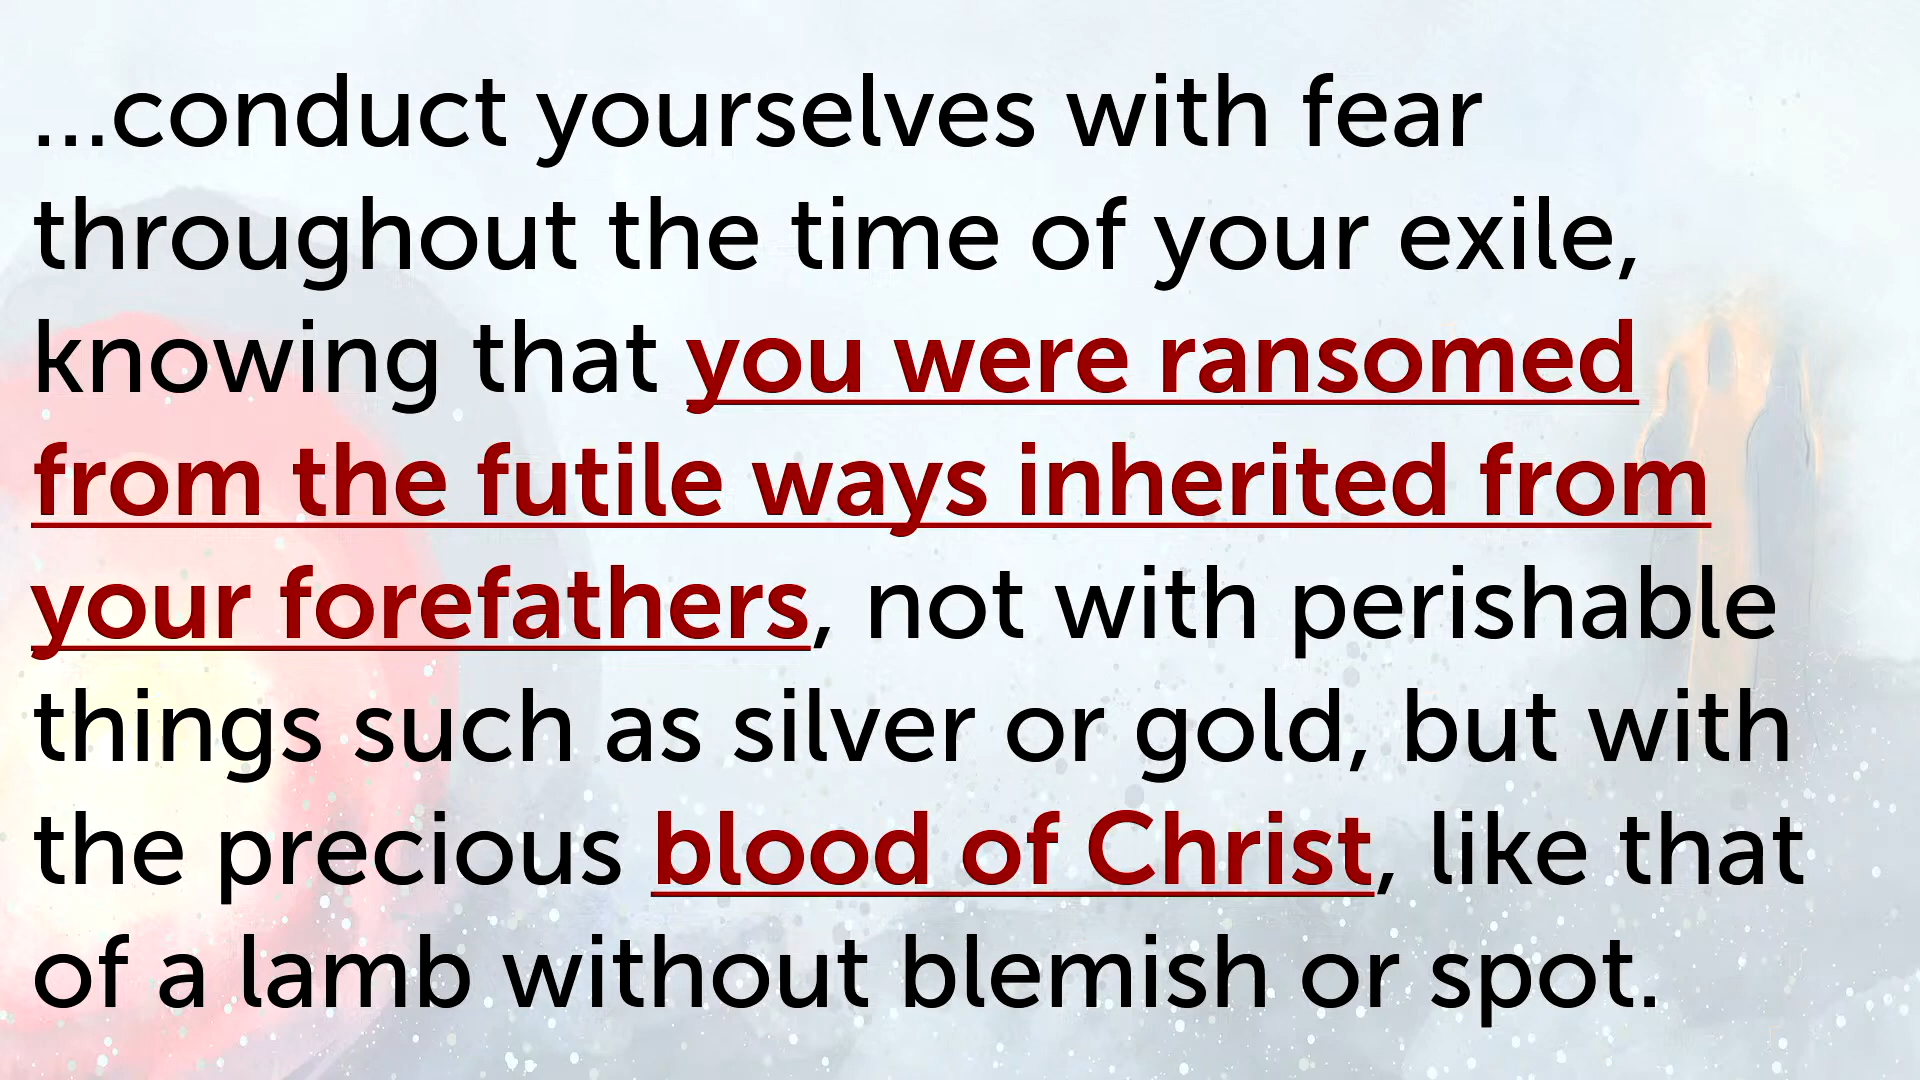 ...conduct yourselves with fear
throughout the time of your exile,
knowing that you were ransomed
from the futile ways inherited from
your forefathers, not with perishable
things such as silver or gold, but with
the precious blood of Christ, like that
of a lamb without blemish or spot.